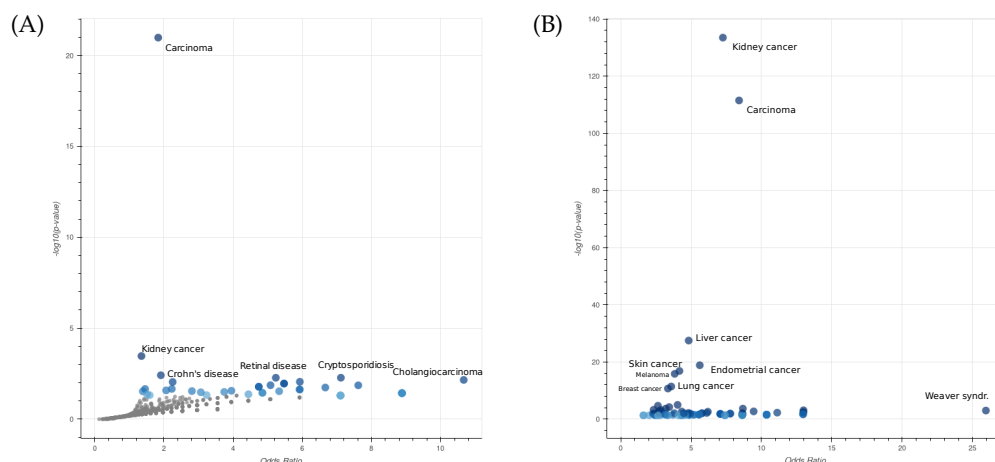 (A)
Carcinoma
Kidney cancer
Crohn's disease
Retinal disease
Cryptosporidiosis
Cholangiocarcinoma
20
15
10
5
0
-log10(p-value)
0
2
4
6
8
10
Odds Ratio
(B)
Kidney cancer
Carcinoma
Liver cancer
Skin cancer
Endometrial cancer
Melanoma
Breast cancer
Lung cancer
Weaver syndr.
140
120
100
80
60
40
20
0
-log10(p-value)
0
5
10
15
20
25
Odds Ratio